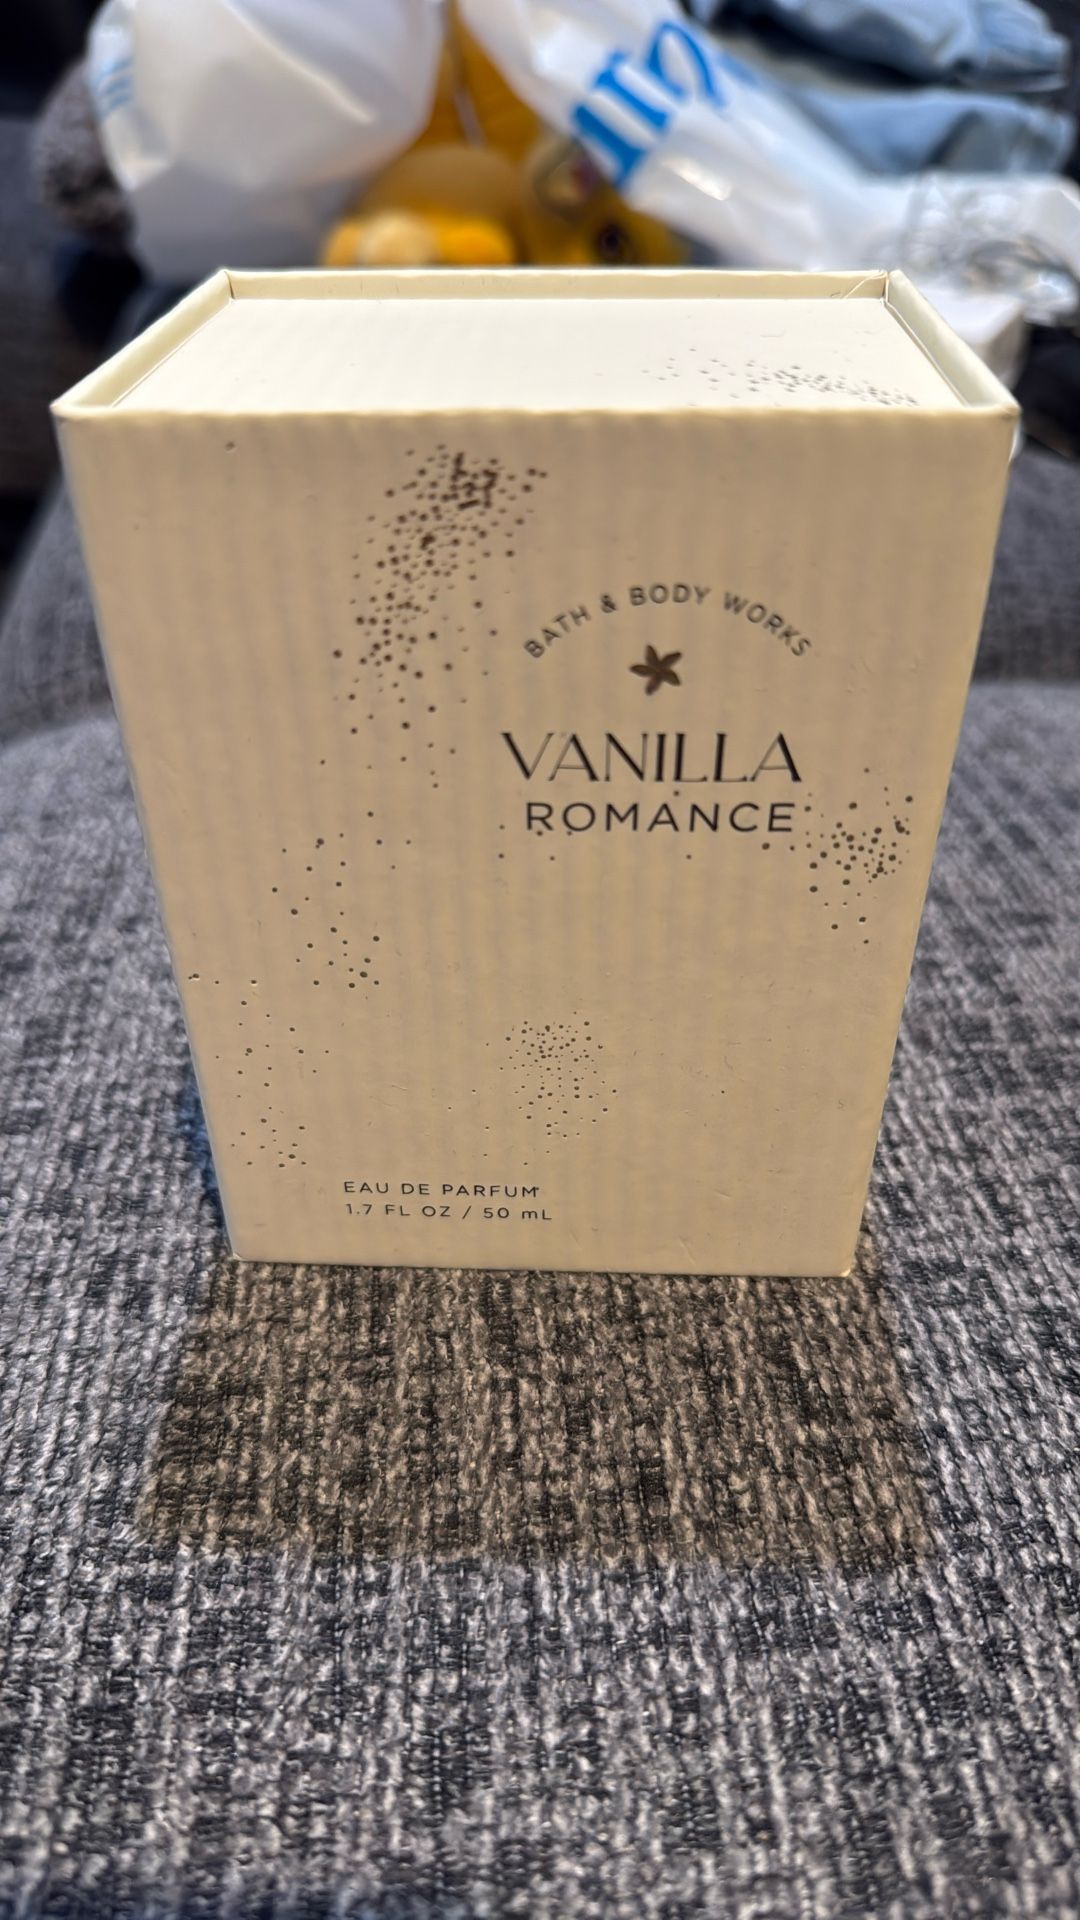 BATH & BODY WORKS
VANILLA
ROMANCE
EAU DE PARFUM
1.7 FL OZ / 50 mL